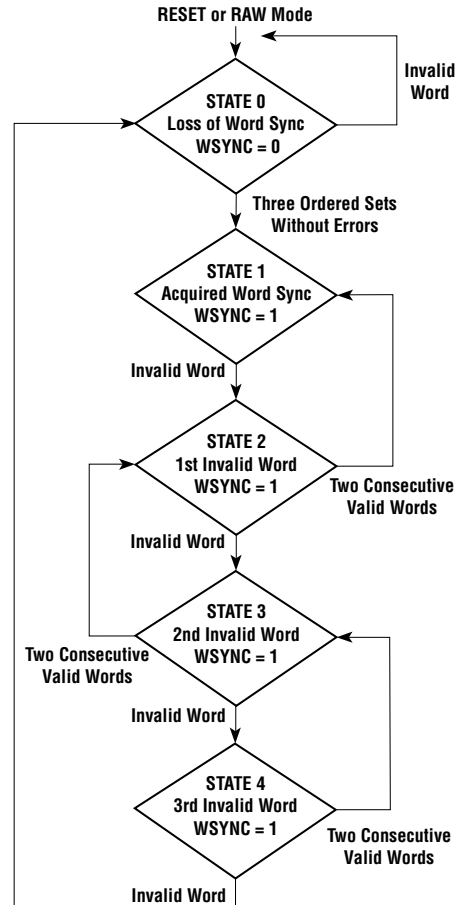 RESET or RAW Mode
Invalid
Word
STATE 0
Loss of Word Sync
WSYNC = 0
Three Ordered Sets
Without Errors
STATE 1
Acquired Word Sync
WSYNC = 1
Invalid Word
STATE 2
1st Invalid Word
WSYNC = 1
Two Consecutive
Valid Words
Invalid Word
STATE 3
2nd Invalid Word
WSYNC = 1
Two Consecutive
Valid Words
Invalid Word
STATE 4
3rd Invalid Word
WSYNC = 1
Two Consecutive
Valid Words
Invalid Word